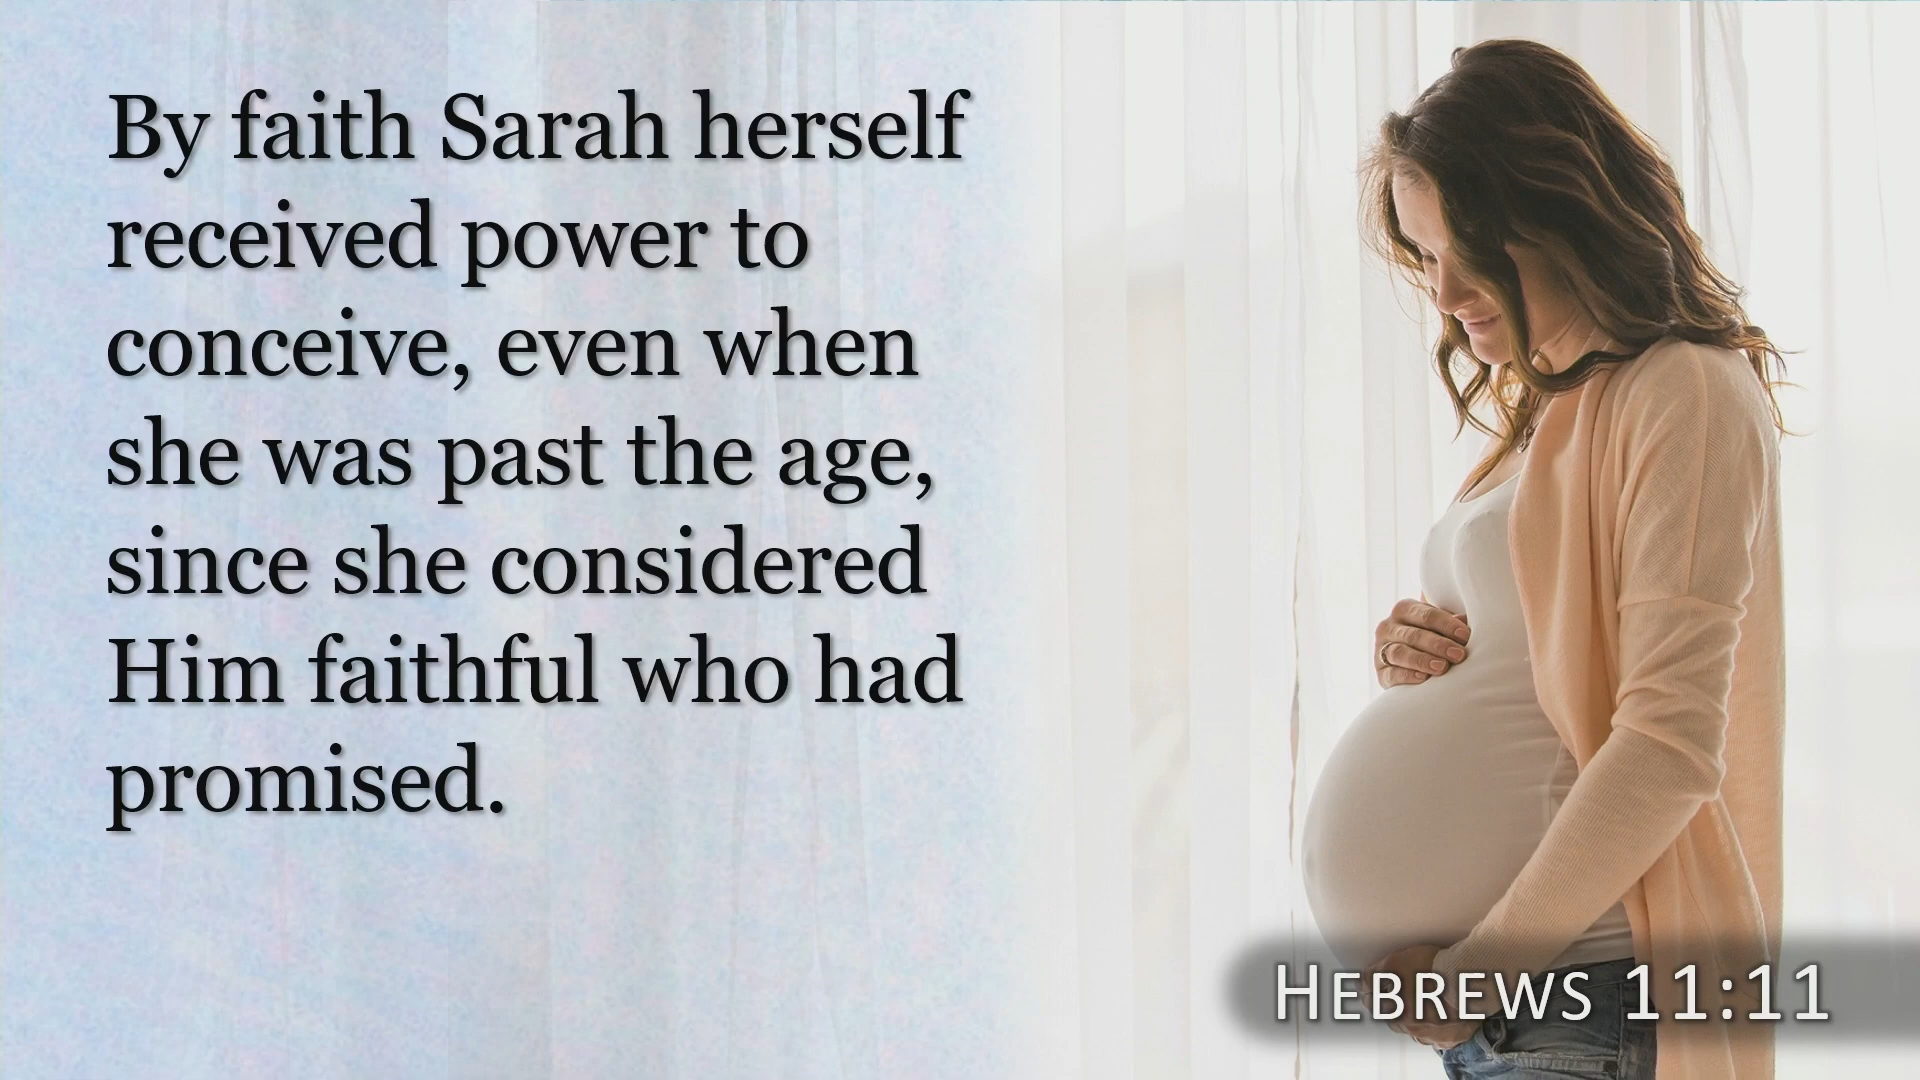 By faith Sarah herself
received power to
conceive, even when
she was past the age,
since she considered
Him faithful who had
promised.
HEBREWS 11:11